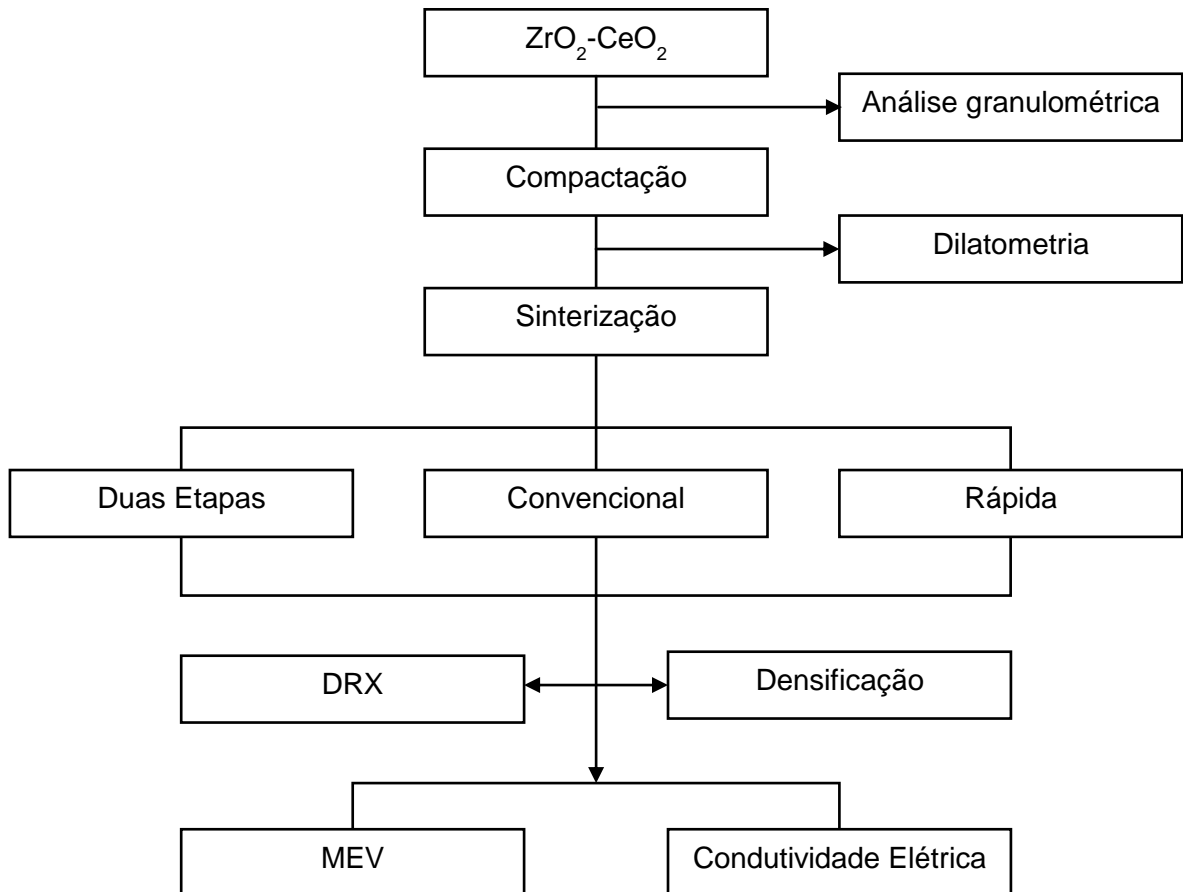 ZrO₂-CeO₂
Análise granulométrica
Compactação
Dilatometria
Sinterização
Duas Etapas
Convencional
Rápida
DRX
Densificação
MEV
Condutividade Elétrica